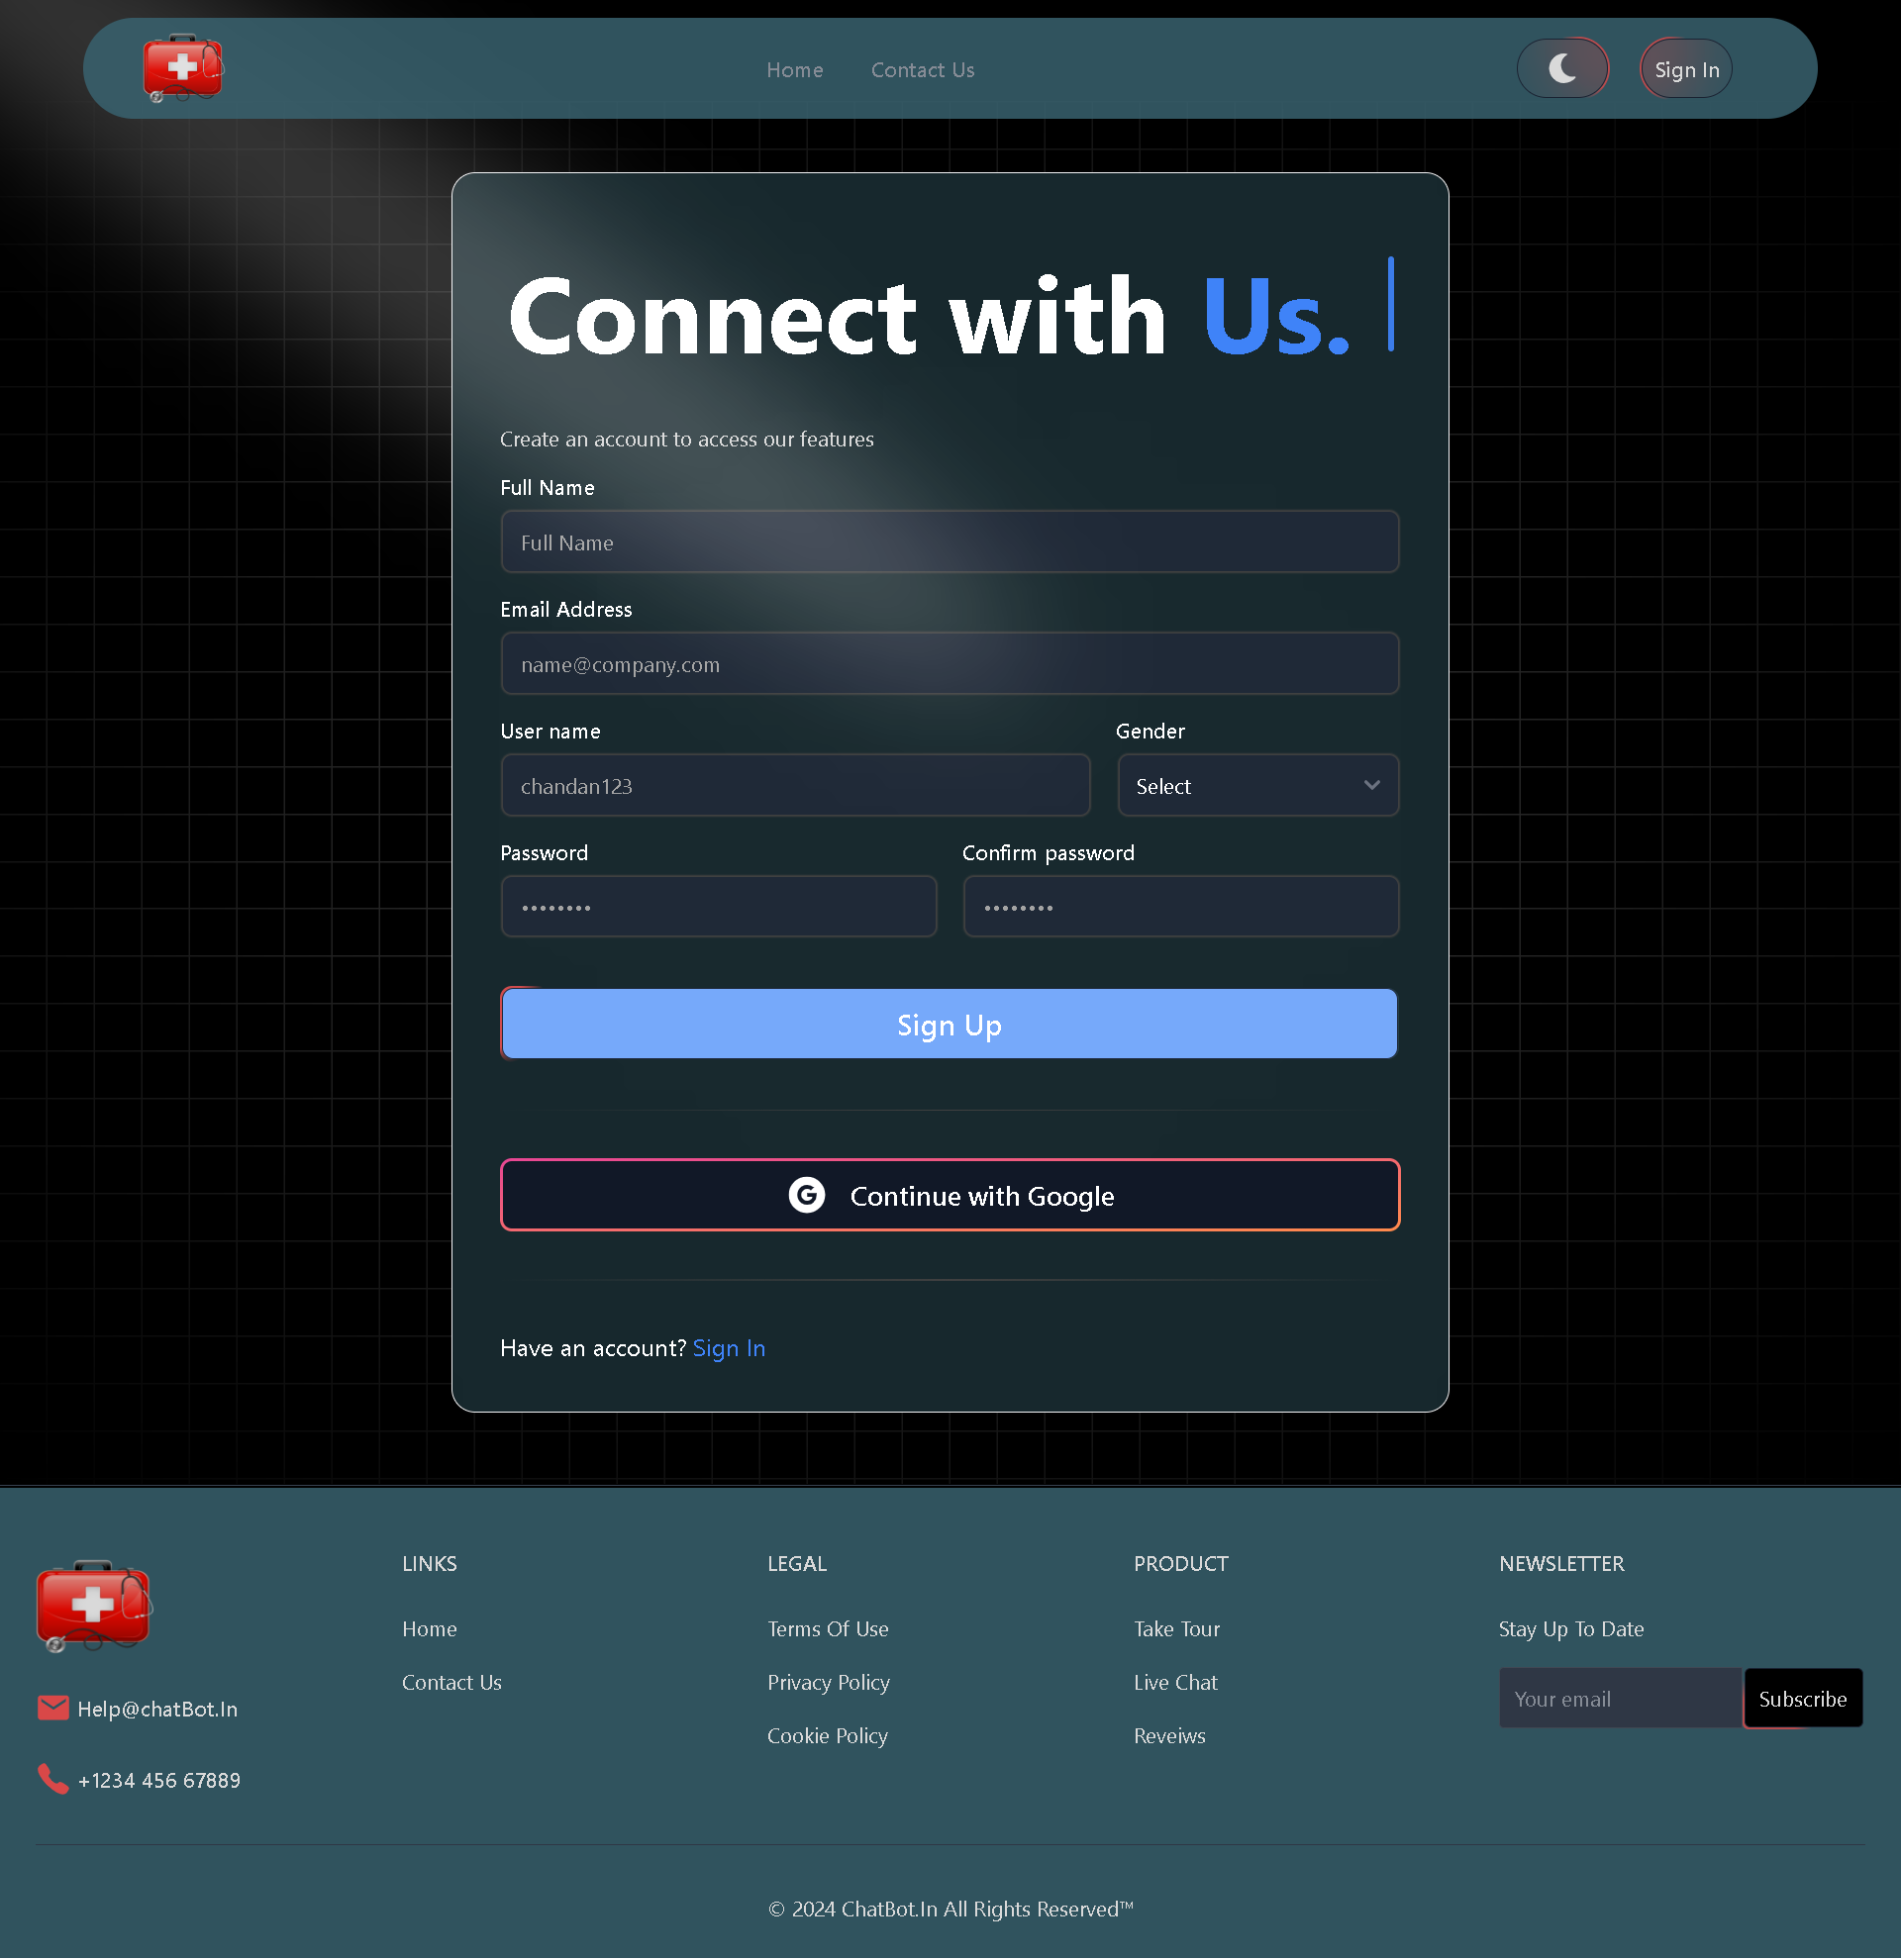 Home
Contact Us
Sign In
Connect with Us.
Create an account to access our features
Full Name
Full Name
Email Address
name@company.com
User name
Gender
chandan123
Select
Password
Confirm password
••••••••
••••••••
Sign Up
G Continue with Google
Have an account? Sign In
Help@chatBot.In
+1234 456 67889
LINKS
Home
Contact Us
LEGAL
Terms Of Use
Privacy Policy
Cookie Policy
PRODUCT
Take Tour
Live Chat
Reveiws
NEWSLETTER
Stay Up To Date
Your email
Subscribe
© 2024 ChatBot.In All Rights Reserved™